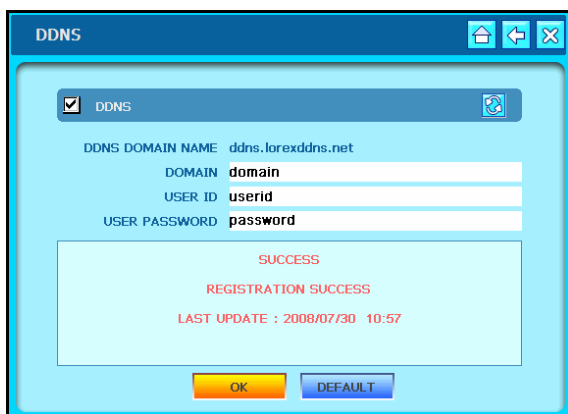 DDNS
DDNS
DDNS DOMAIN NAME ddns.lorexddns.net
DOMAIN domain
USER ID userid
USER PASSWORD password
SUCCESS
REGISTRATION SUCCESS
LAST UPDATE : 2008/07/30 10:57
OK DEFAULT